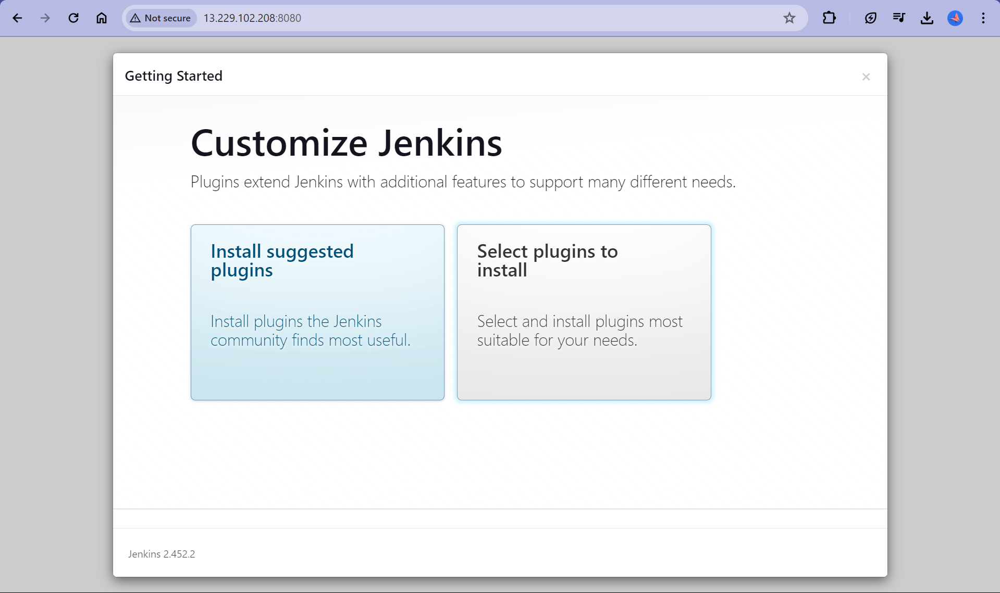 Not secure 13.229.102.208:8080
Getting Started
Customize Jenkins
Plugins extend Jenkins with additional features to support many different needs.
Install suggested
plugins
Install plugins the Jenkins
community finds most useful.
Select plugins to
install
Select and install plugins most
suitable for your needs.
Jenkins 2.452.2